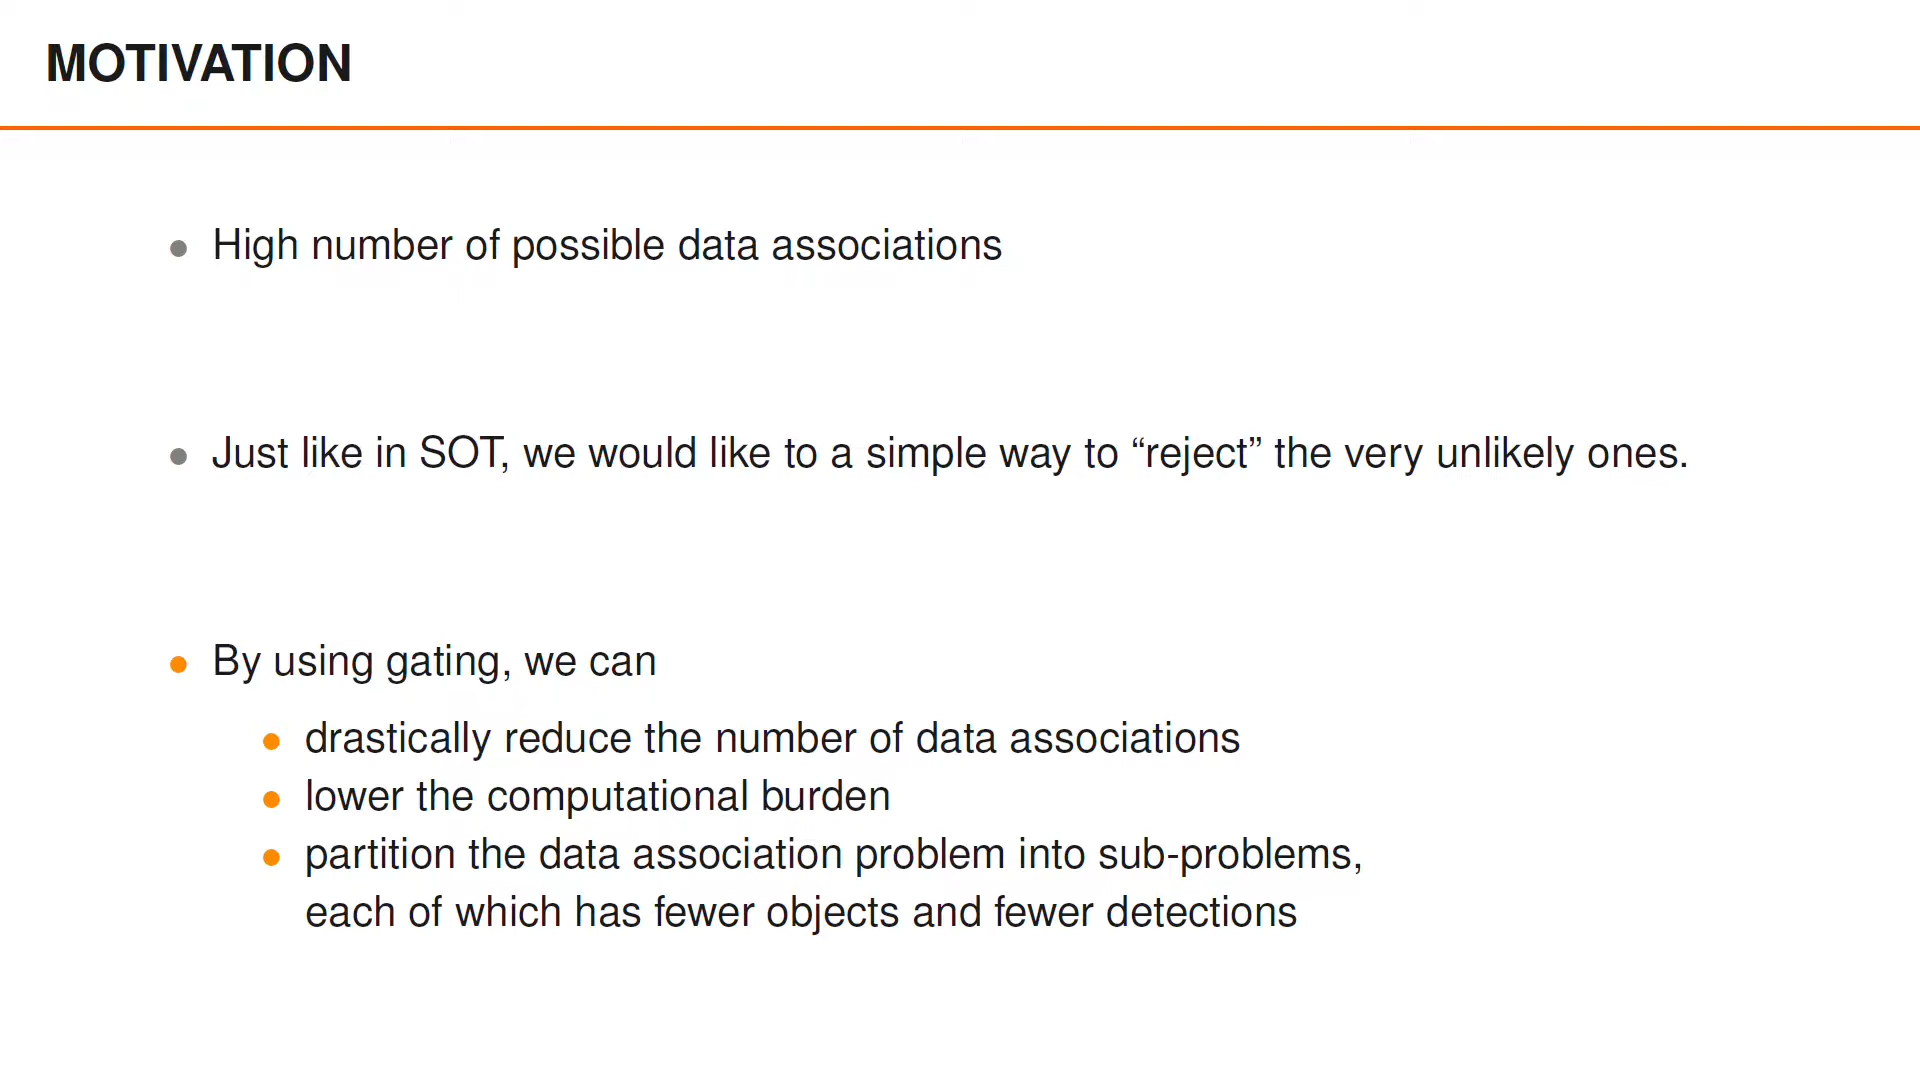 MOTIVATION
High number of possible data associations
Just like in SOT, we would like to a simple way to “reject” the very unlikely ones.
By using gating, we can
drastically reduce the number of data associations
lower the computational burden
partition the data association problem into sub-problems,
each of which has fewer objects and fewer detections